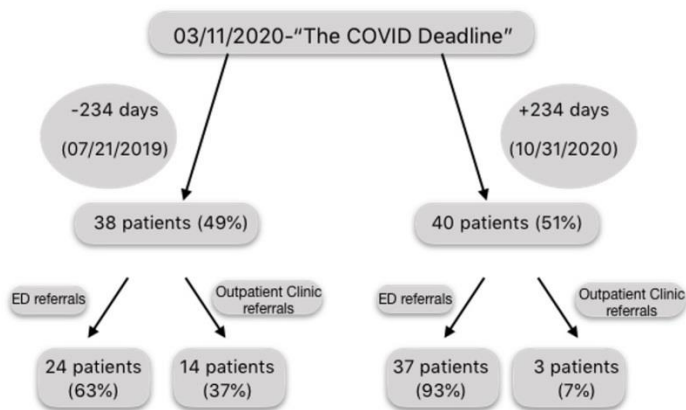 03/11/2020-“The COVID Deadline”
-234 days
(07/21/2019)
+234 days
(10/31/2020)
38 patients (49%)
40 patients (51%)
ED referrals
Outpatient Clinic
referrals
ED referrals
Outpatient Clinic
referrals
24 patients
(63%)
14 patients
(37%)
37 patients
(93%)
3 patients
(7%)